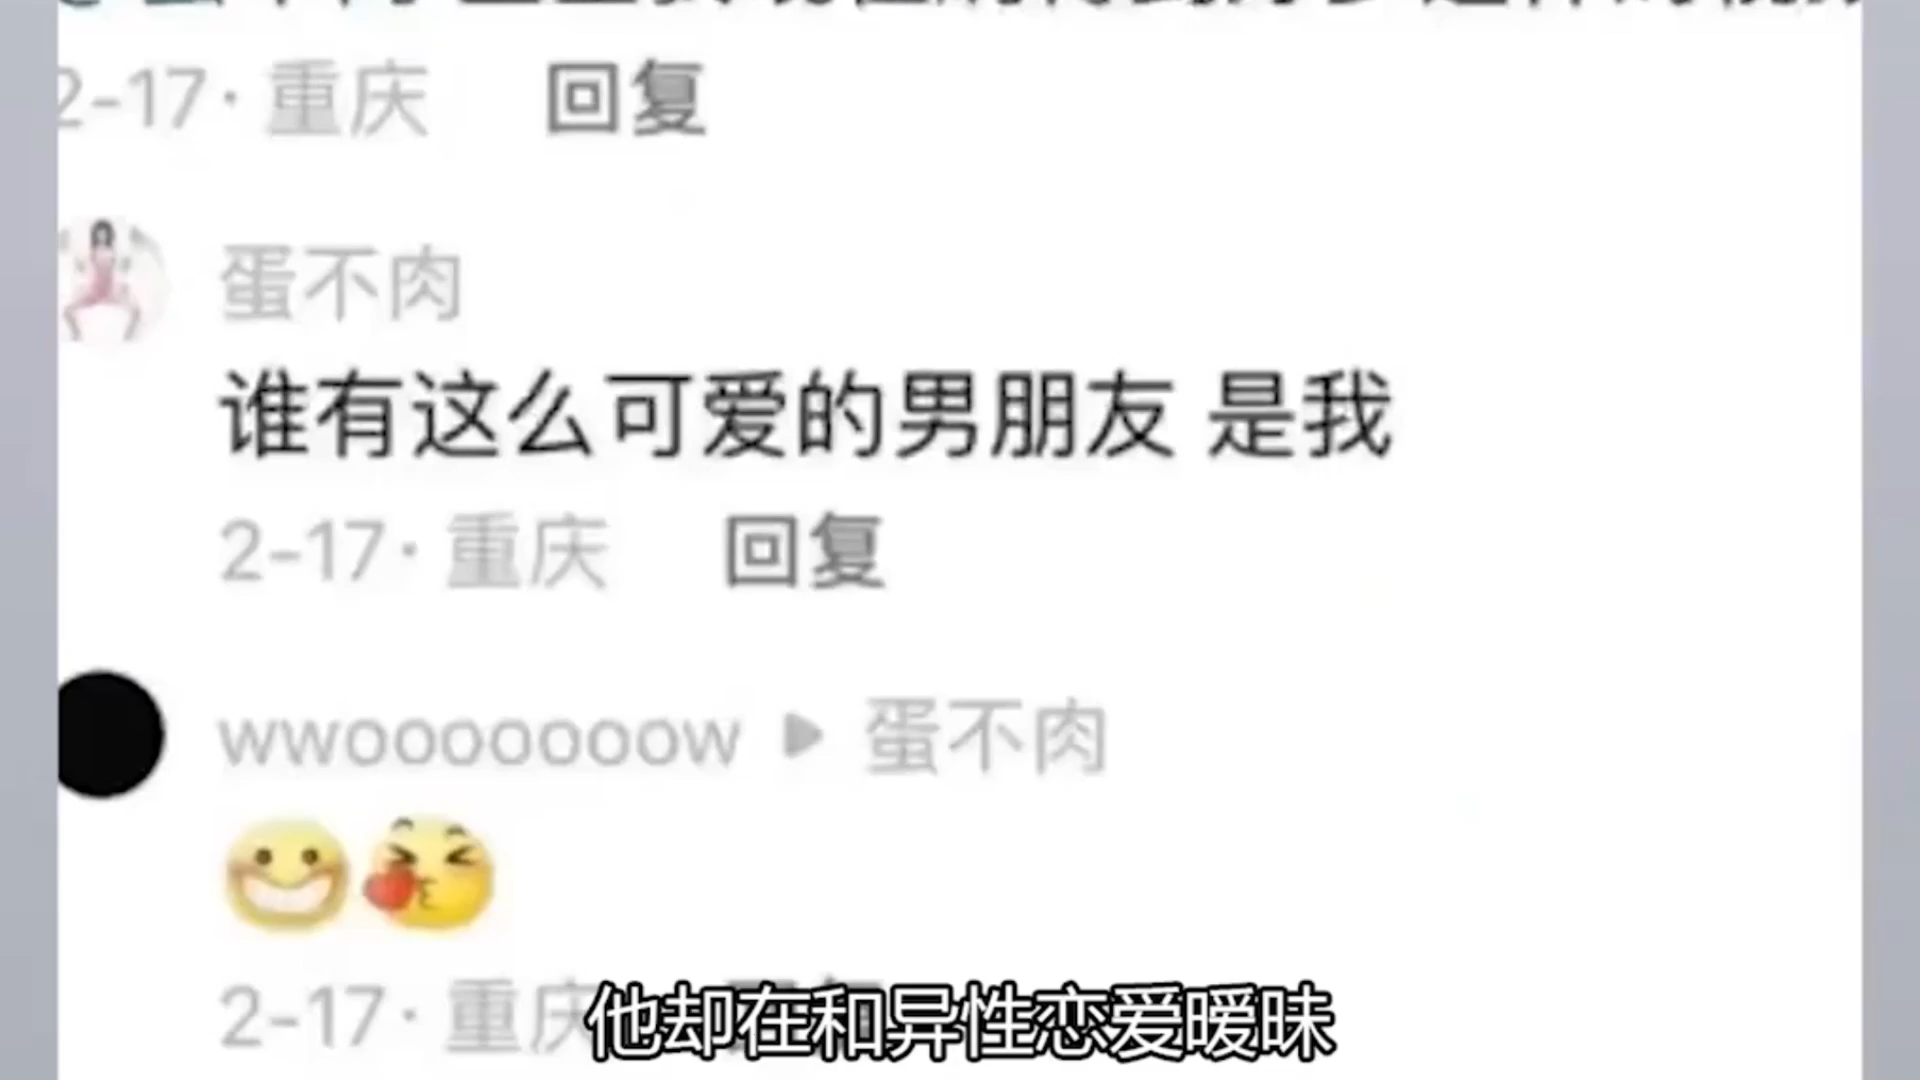 2-17· 重庆 回复
蛋不肉
谁有这么可爱的男朋友 是我
2-17· 重庆 回复
wwooooooow ▶ 蛋不肉
2-17· 重庆
他却在和异性恋爱暧昧